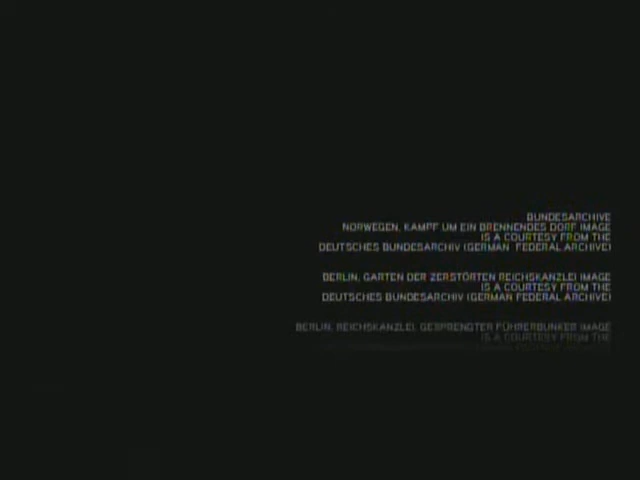 BUNDESARCHIVE
NORWEGEN, KAMPF UM EIN BRENNENDES DORF IMAGE
IS A COURTESY FROM THE
DEUTSCHES BUNDESARCHIV (GERMAN FEDERAL ARCHIVE)
BERLIN, GARTEN DER ZERSTÖRTEN REICHSKANZLEI IMAGE
IS A COURTESY FROM THE
DEUTSCHES BUNDESARCHIV (GERMAN FEDERAL ARCHIVE)
BERLIN, REICHSKANZLEI, GESPRENGTER FÜHRERBUNKER IMAGE
IS A COURTESY FROM THE